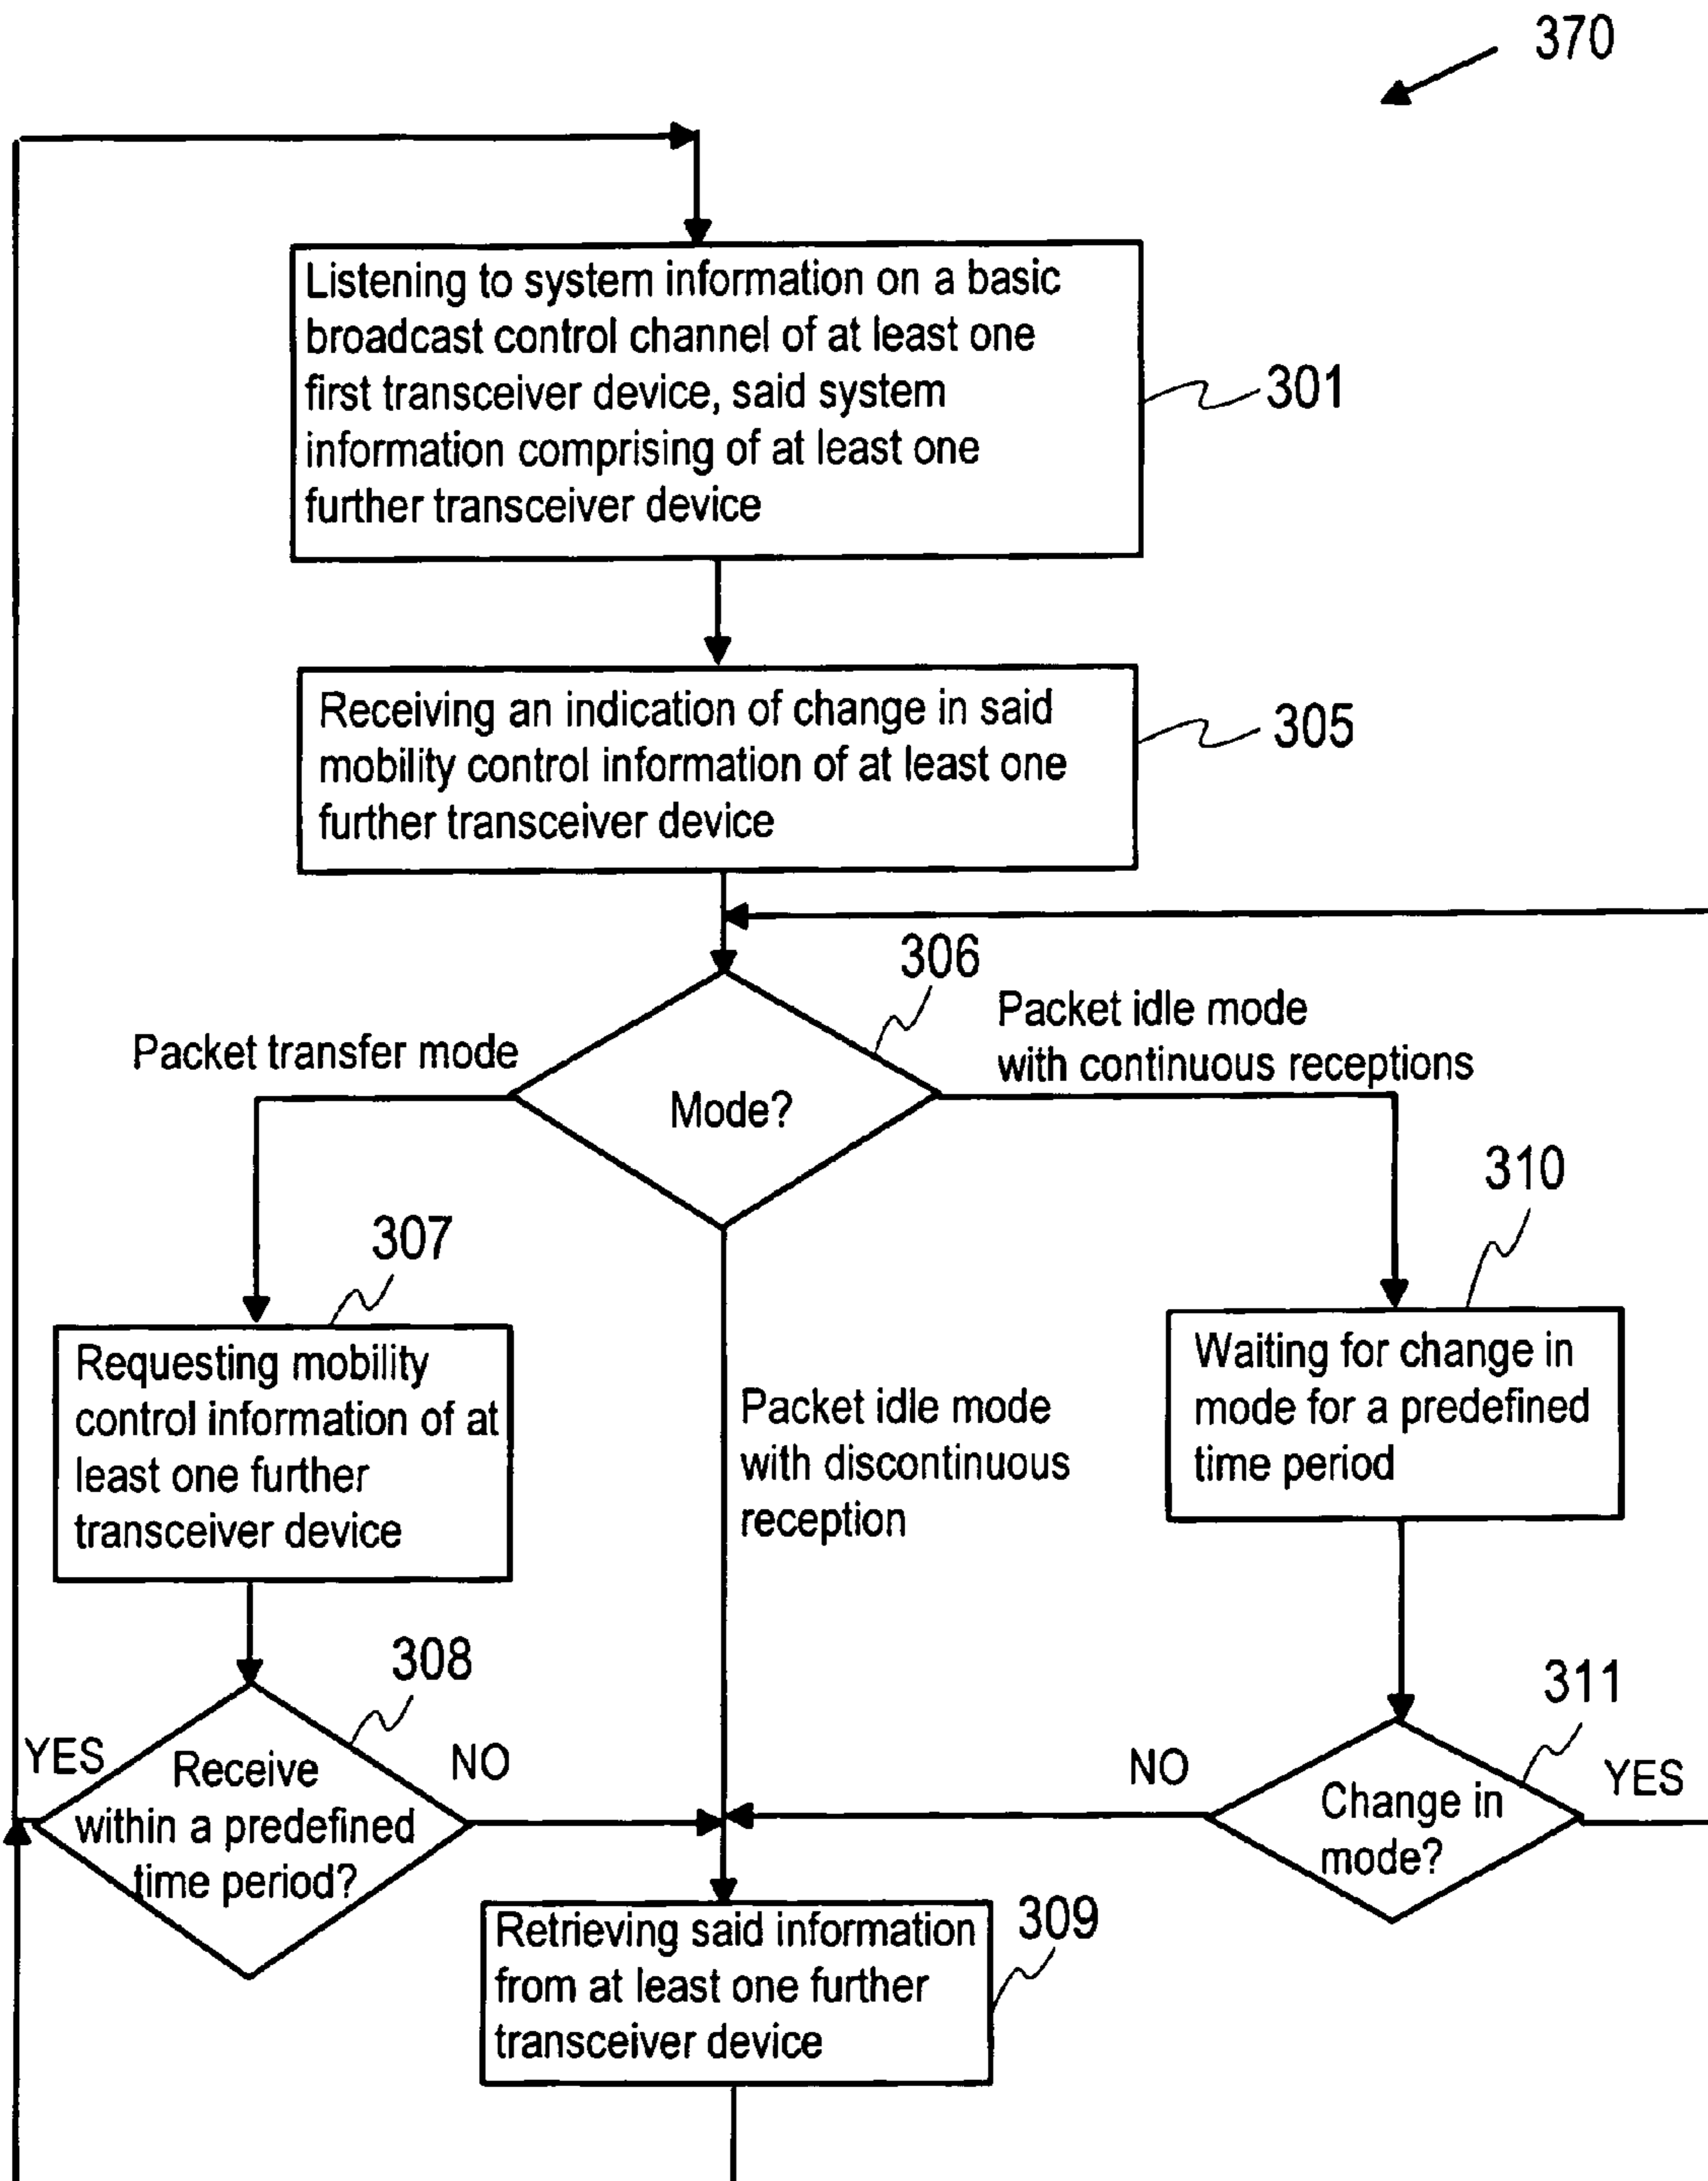 370
Listening to system information on a basic
broadcast control channel of at least one
first transceiver device, said system
information comprising of at least one
further transceiver device
301
Receiving an indication of change in said
mobility control information of at least one
further transceiver device
305
306
Packet transfer mode
Packet idle mode
with continuous receptions
Mode?
310
307
Requesting mobility
control information of at
least one further
transceiver device
Packet idle mode
with discontinuous
reception
Waiting for change in
mode for a predefined
time period
308
311
YES
Receive
within a predefined
time period?
NO
NO
Change in
mode?
YES
Retrieving said information
from at least one further
transceiver device
309